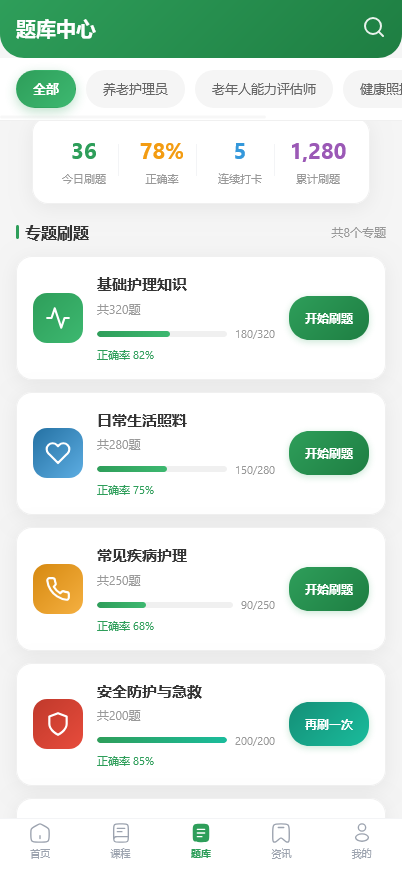 题库中心
全部 养老护理员 老年人能力评估师 健康照
36 78% 5 1,280
今日刷题 正确率 连续打卡 累计刷题
专题刷题 共8个专题
基础护理知识
共320题
开始刷题
180/320
正确率 82%
日常生活照料
共280题
开始刷题
150/280
正确率 75%
常见疾病护理
共250题
开始刷题
90/250
正确率 68%
安全防护与急救
共200题
再刷一次
200/200
正确率 85%
首页 课程 题库 资讯 我的